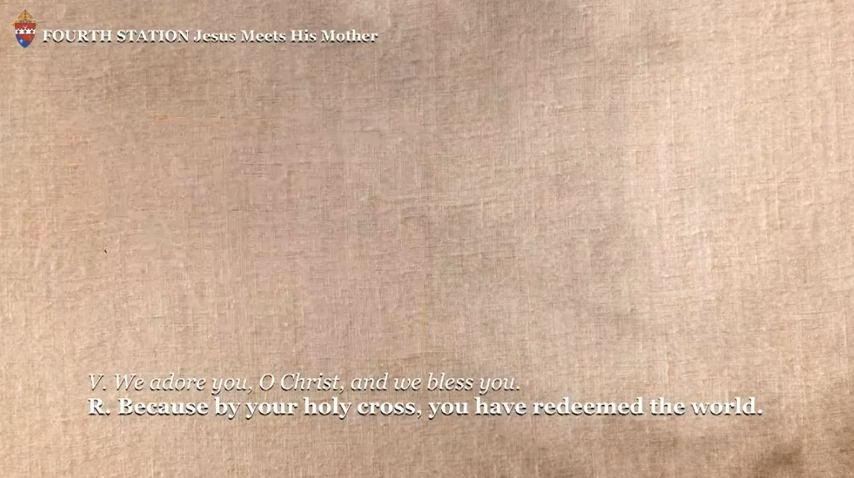 FOURTH STATION Jesus Meets His Mother
V. We adore you, O Christ, and we bless you.
R. Because by your holy cross, you have redeemed the world.